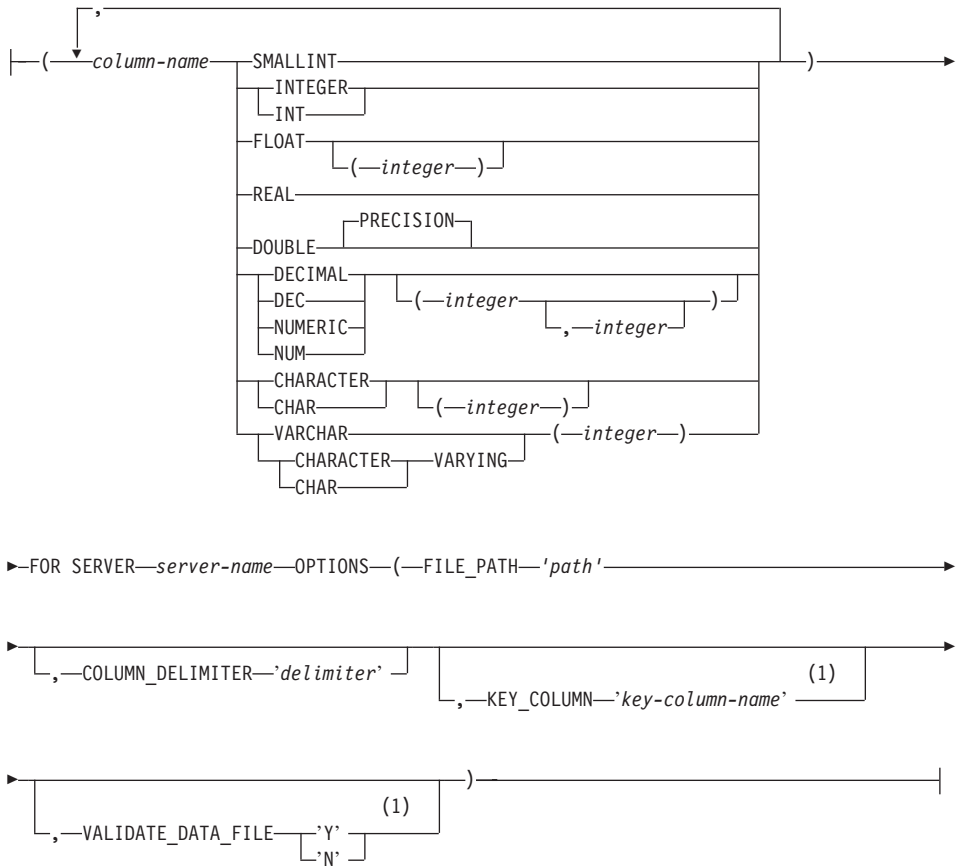 ,
( column-name SMALLINT )
INTEGER
INT
FLOAT
( integer )
REAL
PRECISION
DOUBLE
DECIMAL
DEC ( integer )
NUMERIC , integer
NUM
CHARACTER
CHAR ( integer )
VARCHAR ( integer )
CHARACTER VARYING
CHAR
FOR SERVER server-name OPTIONS ( FILE_PATH 'path'
, COLUMN_DELIMITER ’delimiter’ (1)
, KEY_COLUMN ’key-column-name’
)
(1)
, VALIDATE_DATA_FILE ’Y’
’N’